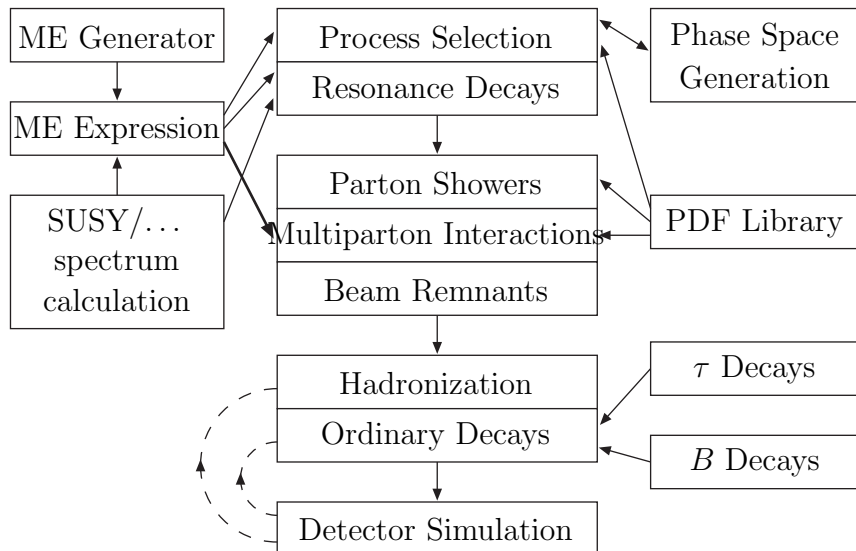 ME Generator
ME Expression
SUSY/...
spectrum
calculation
Process Selection
Resonance Decays
Parton Showers
Multiparton Interactions
Beam Remnants
Hadronization
Ordinary Decays
Detector Simulation
Phase Space
Generation
PDF Library
τ Decays
B Decays